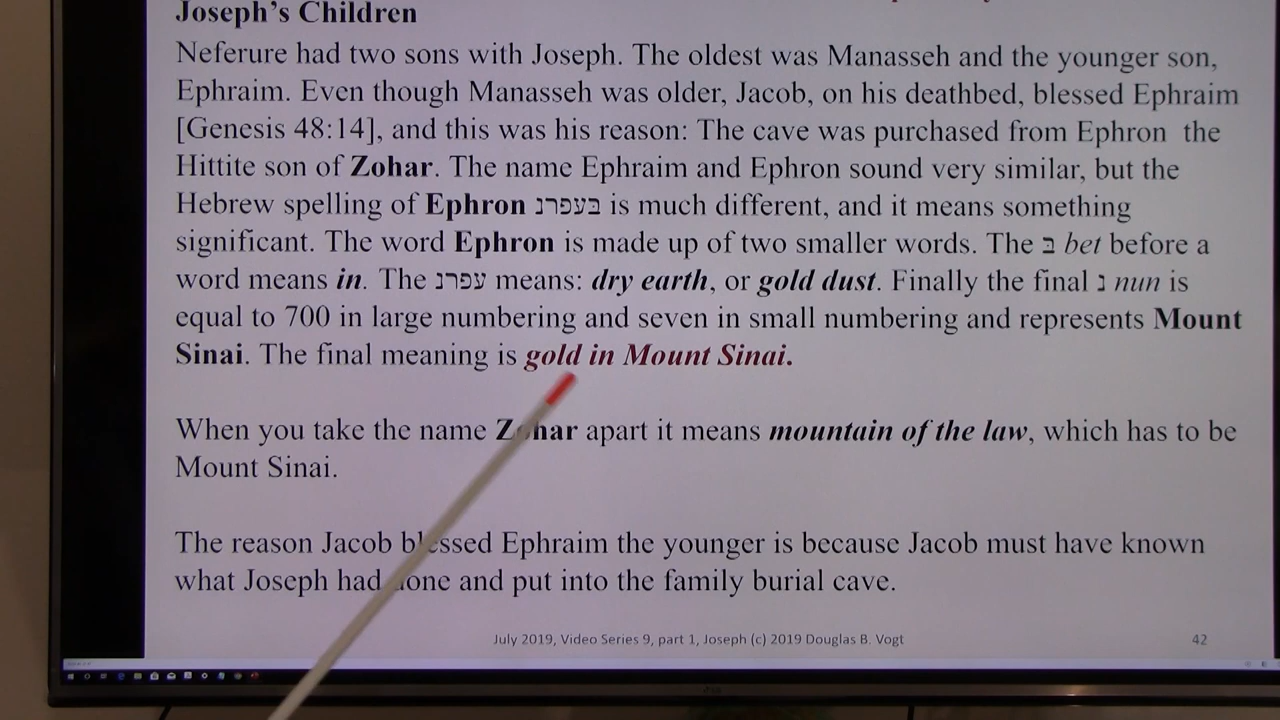 Joseph's Children
Neferure had two sons with Joseph. The oldest was Manasseh and the younger son,
Ephraim. Even though Manasseh was older, Jacob, on his deathbed, blessed Ephraim
[Genesis 48:14], and this was his reason: The cave was purchased from Ephron the
Hittite son of Zohar. The name Ephraim and Ephron sound very similar, but the
Hebrew spelling of Ephron בעפרנ is much different, and it means something
significant. The word Ephron is made up of two smaller words. The ב bet before a
word means in. The עפרנ means: dry earth, or gold dust. Finally the final נ nun is
equal to 700 in large numbering and seven in small numbering and represents Mount
Sinai. The final meaning is gold in Mount Sinai.
When you take the name Zohar apart it means mountain of the law, which has to be
Mount Sinai.
The reason Jacob blessed Ephraim the younger is because Jacob must have known
what Joseph had done and put into the family burial cave.
July 2019, Video Series 9, part 1, Joseph (c) 2019 Douglas B. Vogt
42